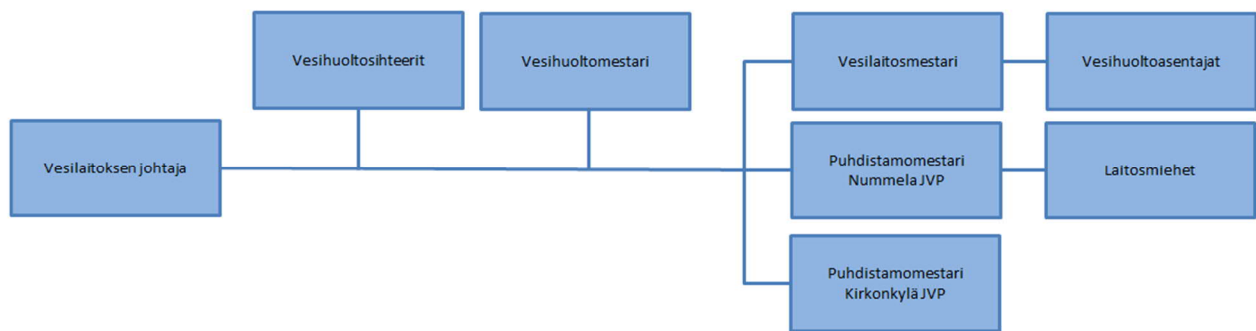 Vesihuoltosihteerit
Vesihuoltomestari
Vesilaitosmestari
Vesihuoltoasentajat
Vesilaitoksen johtaja
Puhdistamomestari
Nummela JVP
Laitosmiehet
Puhdistamomestari
Kirkonkylä JVP